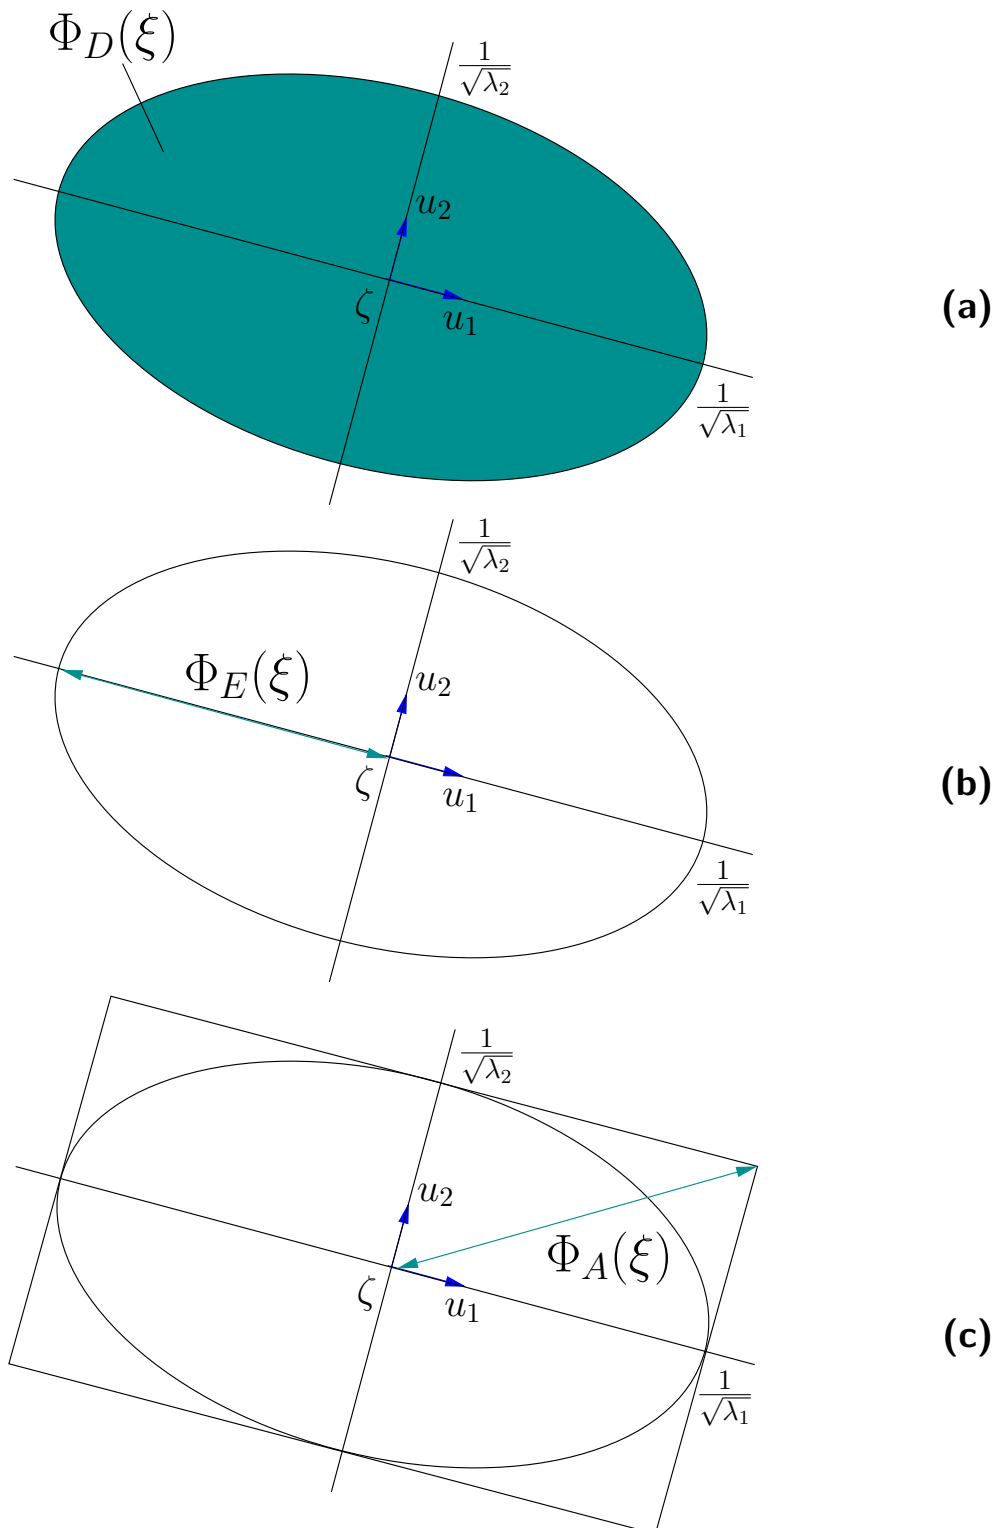 Φ_D(ξ)
1/√λ₂
u₂
ζ
u₁
(a)
1/√λ₁
1/√λ₂
Φ_E(ξ)
u₂
ζ
u₁
(b)
1/√λ₁
1/√λ₂
u₂
Φ_A(ξ)
ζ
u₁
(c)
1/√λ₁